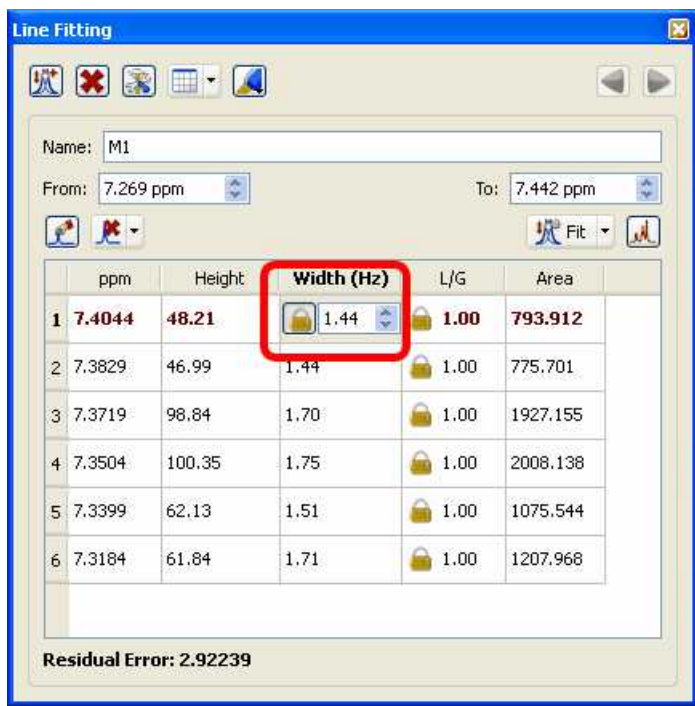 Line Fitting
Name: M1
From: 7.269 ppm To: 7.442 ppm
Fit
ppm Height Width (Hz) L/G Area
1 7.4044 48.21 1.44 1.00 793.912
2 7.3829 46.99 1.44 1.00 775.701
3 7.3719 98.84 1.70 1.00 1927.155
4 7.3504 100.35 1.75 1.00 2008.138
5 7.3399 62.13 1.51 1.00 1075.544
6 7.3184 61.84 1.71 1.00 1207.968
Residual Error: 2.92239